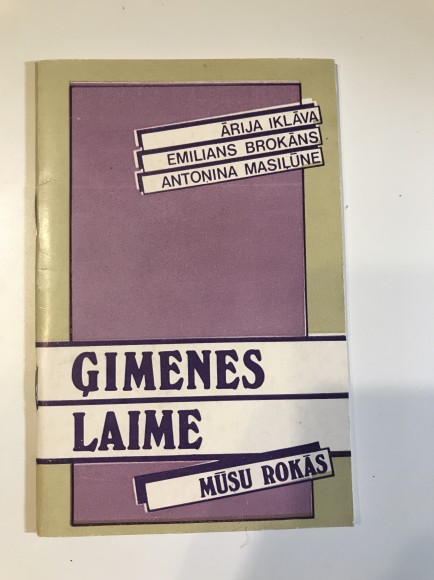 ĀRIJA IKLĀVA
EMILIANS BROKĀNS
ANTONINA MASILŪNE
ĢIMENES
LAIME
MŪSU ROKĀS